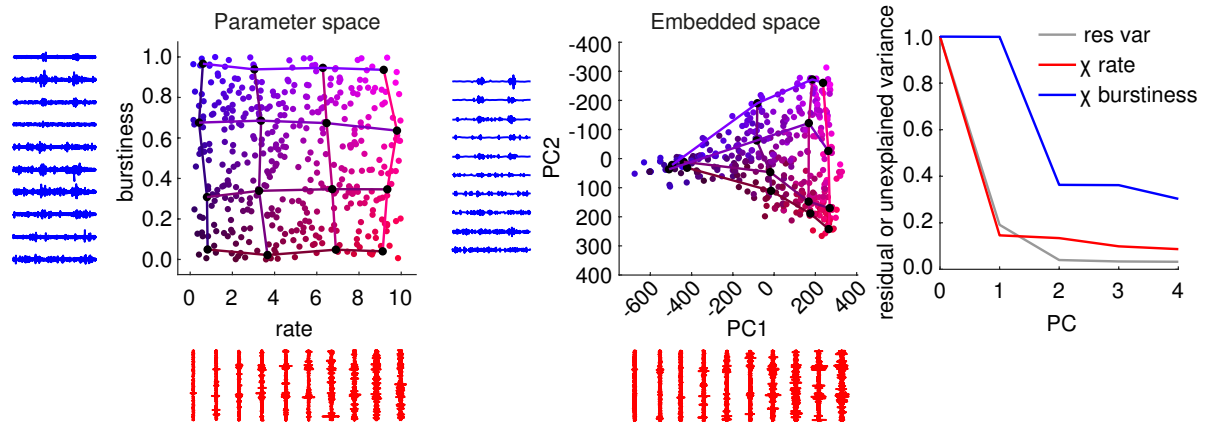 Parameter space
burstiness
1.0
0.8
0.6
0.4
0.2
0.0
0 2 4 6 8 10
rate
Embedded space
PC2
-400
-300
-200
-100
0
100
200
300
400
-600 -400 -200 0 200 400
PC1
residual or unexplained variance
1.0
0.8
0.6
0.4
0.2
0.0
0 1 2 3 4
PC
res var
χ rate
χ burstiness